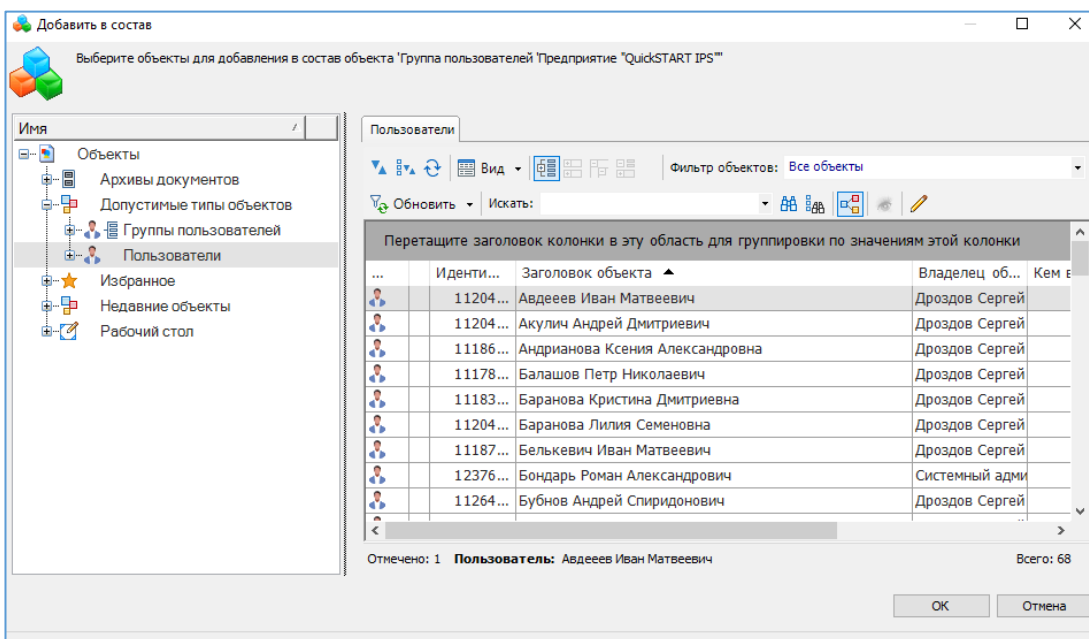 Добавить в состав
Выберите объекты для добавления в состав объекта 'Группа пользователей 'Предприятие "QuickSTART IPS"'
Имя
Объекты
Архивы документов
Допустимые типы объектов
Группы пользователей
Пользователи
Избранное
Недавние объекты
Рабочий стол
Пользователи
Вид Фильтр объектов: Все объекты
Обновить Искать:
Перетащите заголовок колонки в эту область для группировки по значениям этой колонки
... Иденти... Заголовок объекта Владелец об... Кем в
11204... Авдееев Иван Матвеевич Дроздов Сергей
11204... Акулич Андрей Дмитриевич Дроздов Сергей
11186... Андрианова Ксения Александровна Дроздов Сергей
11178... Балашов Петр Николаевич Дроздов Сергей
11183... Баранова Кристина Дмитриевна Дроздов Сергей
11204... Баранова Лилия Семеновна Дроздов Сергей
11187... Белькевич Иван Матвеевич Дроздов Сергей
12376... Бондарь Роман Александрович Системный адми
11264... Бубнов Андрей Спиридонович Дроздов Сергей
Отмечено: 1 Пользователь: Авдееев Иван Матвеевич Всего: 68
OK Отмена